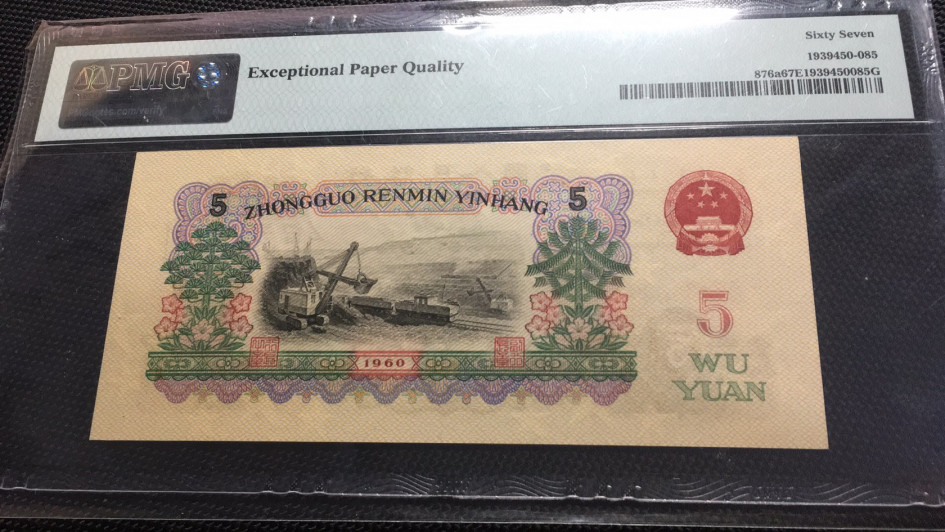 PMG
Exceptional Paper Quality
Sixty Seven
1939450-085
876a67E1939450085G
5 ZHONGGUO RENMIN YINHANG 5
5
1960
WU
YUAN